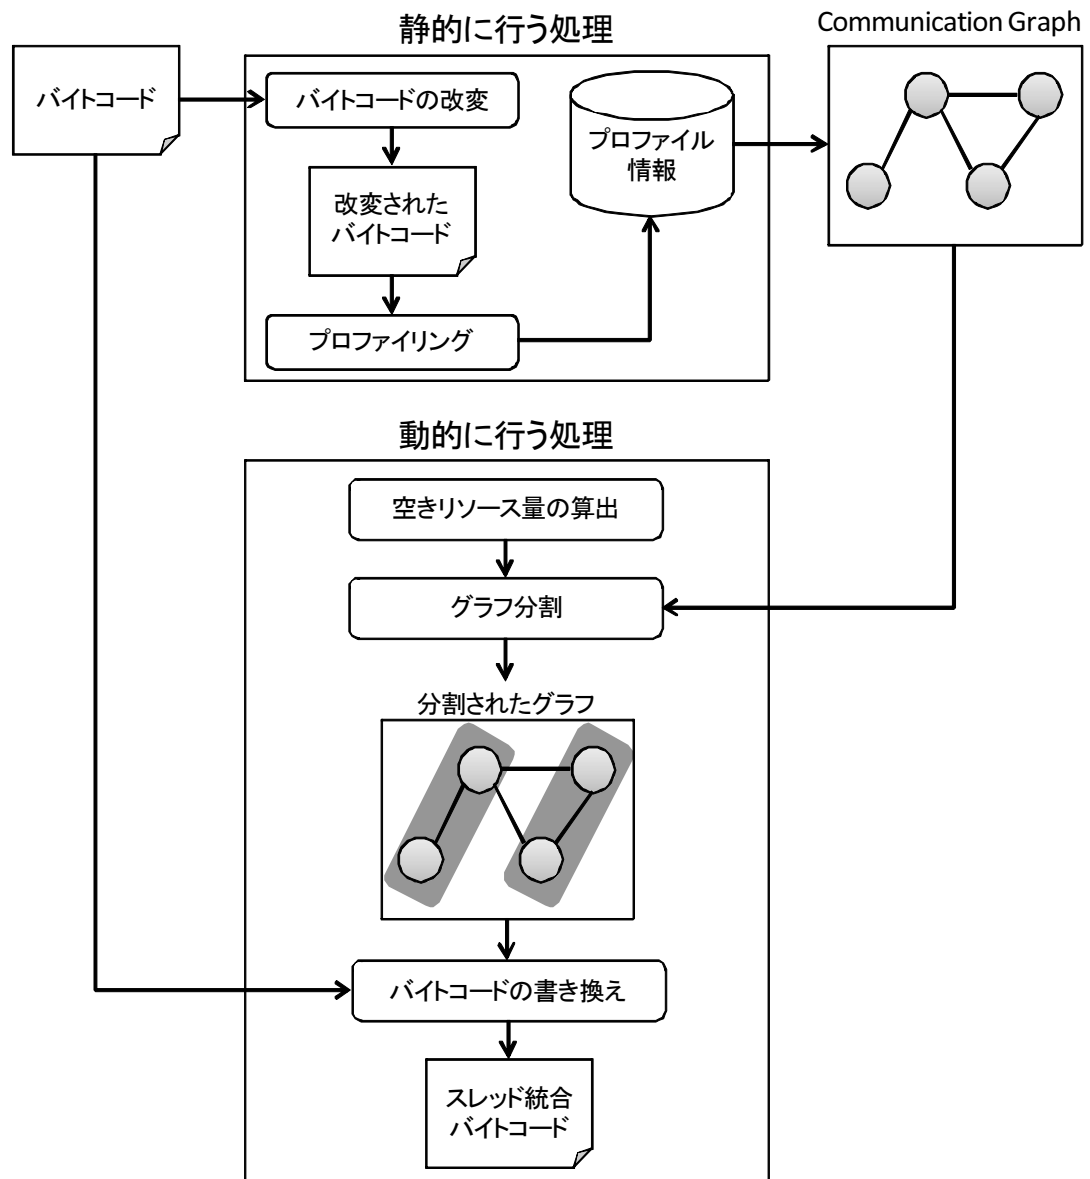 静的に行う処理
Communication Graph
バイトコード
バイトコードの改変
プロファイル
情報
改変された
バイトコード
プロファイリング
動的に行う処理
空きリソース量の算出
グラフ分割
分割されたグラフ
バイトコードの書き換え
スレッド統合
バイトコード